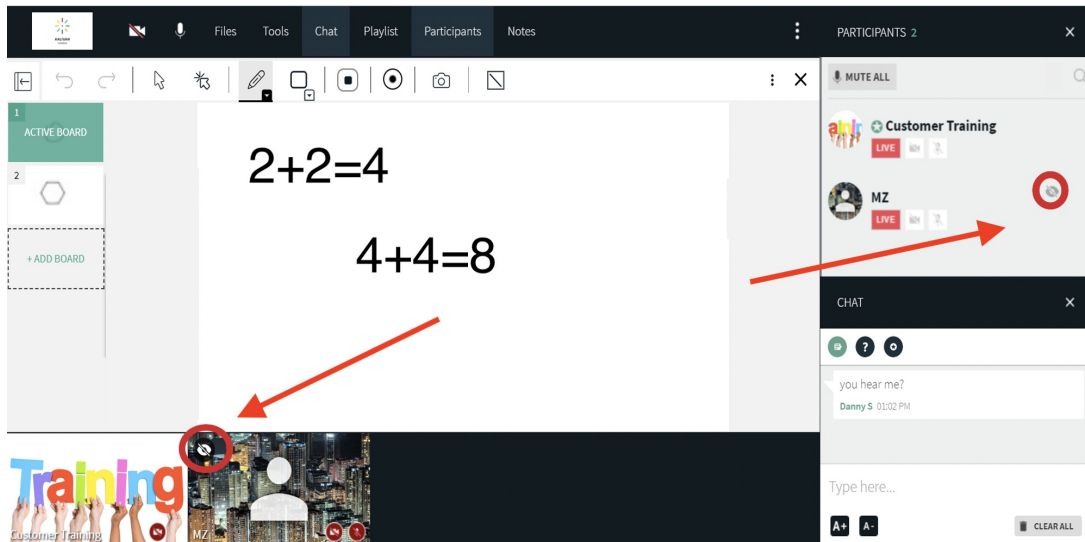 Files Tools Chat Playlist Participants Notes
PARTICIPANTS 2
MUTE ALL
1
ACTIVE BOARD
2
+ ADD BOARD
2+2=4
4+4=8
Customer Training
LIVE
MZ
LIVE
CHAT
?
you hear me?
Danny S 01:02 PM
Type here...
A+ A-
CLEAR ALL
Training
Customer Training
MZ